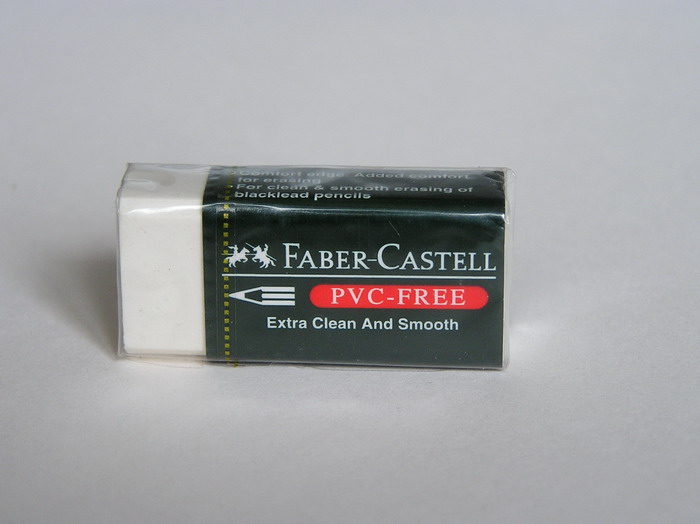 Comfort edge. Added comfort
for erasing
For clean & smooth erasing of
blacklead pencils
FABER-CASTELL
PVC-FREE
Extra Clean And Smooth